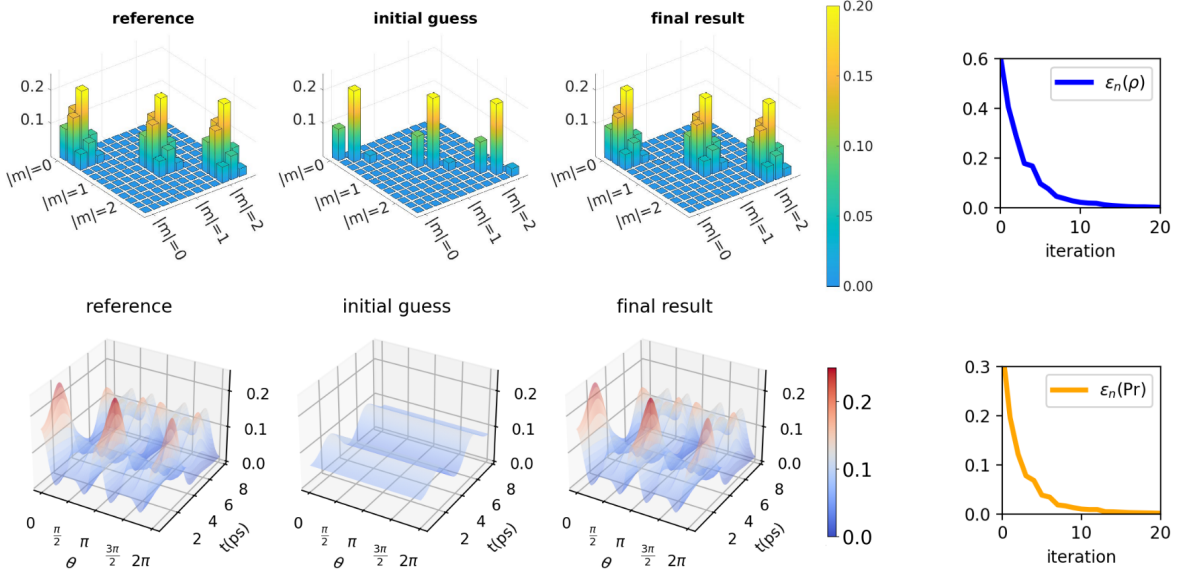 reference
initial guess
final result
0.2
0.1
|m|=0
|m|=1
|m|=2
|m|=0
|m|=1
|m|=2
0.2
0.1
|m|=0
|m|=1
|m|=2
|m|=0
|m|=1
|m|=2
0.2
0.1
|m|=0
|m|=1
|m|=2
|m|=0
|m|=1
|m|=2
0.20
0.15
0.10
0.05
0.00
0.6
0.4
0.2
0.0
εn(ρ)
0 10 20
iteration
reference
initial guess
final result
0.2
0.1
0.0
0 π/2 π 3π/2 2π
θ
2 4 6 8
t(ps)
0.2
0.1
0.0
0 π/2 π 3π/2 2π
θ
2 4 6 8
t(ps)
0.2
0.1
0.0
0 π/2 π 3π/2 2π
θ
2 4 6 8
t(ps)
0.2
0.1
0.0
0.3
0.2
0.1
0.0
εn(Pr)
0 10 20
iteration